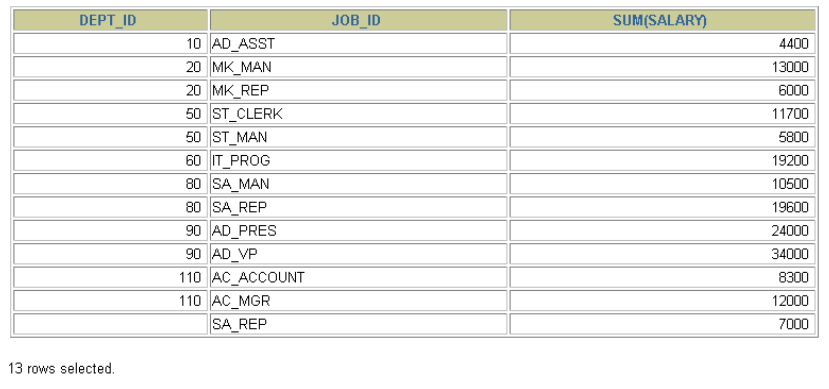 DEPT_ID JOB_ID SUM(SALARY)
10 AD_ASST 4400
20 MK_MAN 13000
20 MK_REP 6000
50 ST_CLERK 11700
50 ST_MAN 5800
60 IT_PROG 19200
80 SA_MAN 10500
80 SA_REP 19600
90 AD_PRES 24000
90 AD_VP 34000
110 AC_ACCOUNT 8300
110 AC_MGR 12000
SA_REP 7000
13 rows selected.